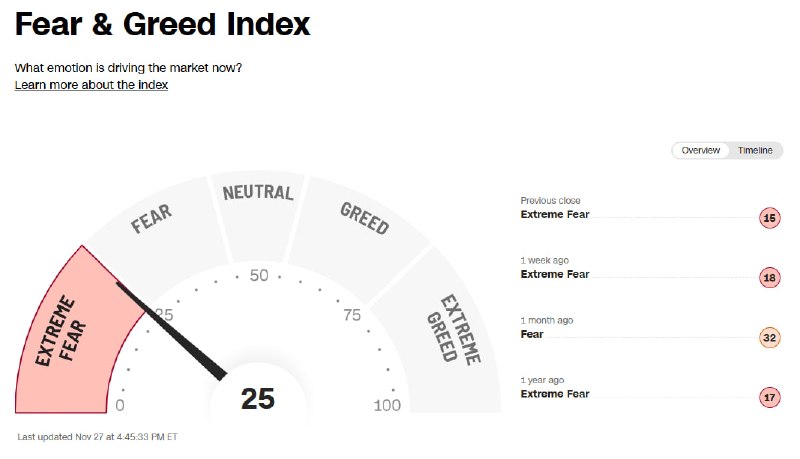 Fear & Greed Index
What emotion is driving the market now?
Learn more about the index
Overview Timeline
EXTREME
FEAR
FEAR
NEUTRAL
GREED
EXTREME
GREED
0
25
50
75
100
25
Previous close
Extreme Fear 15
1 week ago
Extreme Fear 18
1 month ago
Fear 32
1 year ago
Extreme Fear 17
Last updated Nov 27 at 4:45:33 PM ET